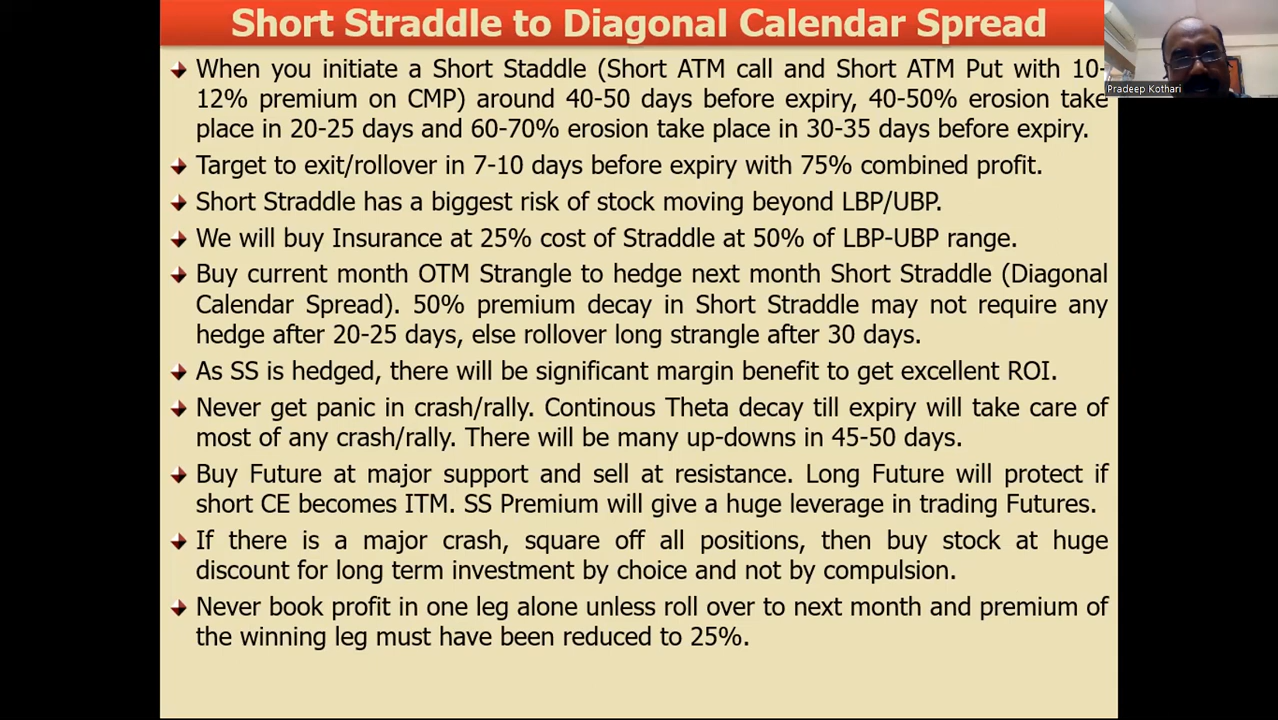 Short Straddle to Diagonal Calendar Spread
When you initiate a Short Staddle (Short ATM call and Short ATM Put with 10-
12% premium on CMP) around 40-50 days before expiry, 40-50% erosion take
place in 20-25 days and 60-70% erosion take place in 30-35 days before expiry.
Target to exit/rollover in 7-10 days before expiry with 75% combined profit.
Short Straddle has a biggest risk of stock moving beyond LBP/UBP.
We will buy Insurance at 25% cost of Straddle at 50% of LBP-UBP range.
Buy current month OTM Strangle to hedge next month Short Straddle (Diagonal
Calendar Spread). 50% premium decay in Short Straddle may not require any
hedge after 20-25 days, else rollover long strangle after 30 days.
As SS is hedged, there will be significant margin benefit to get excellent ROI.
Never get panic in crash/rally. Continous Theta decay till expiry will take care of
most of any crash/rally. There will be many up-downs in 45-50 days.
Buy Future at major support and sell at resistance. Long Future will protect if
short CE becomes ITM. SS Premium will give a huge leverage in trading Futures.
If there is a major crash, square off all positions, then buy stock at huge
discount for long term investment by choice and not by compulsion.
Never book profit in one leg alone unless roll over to next month and premium of
the winning leg must have been reduced to 25%.
Pradeep Kothari